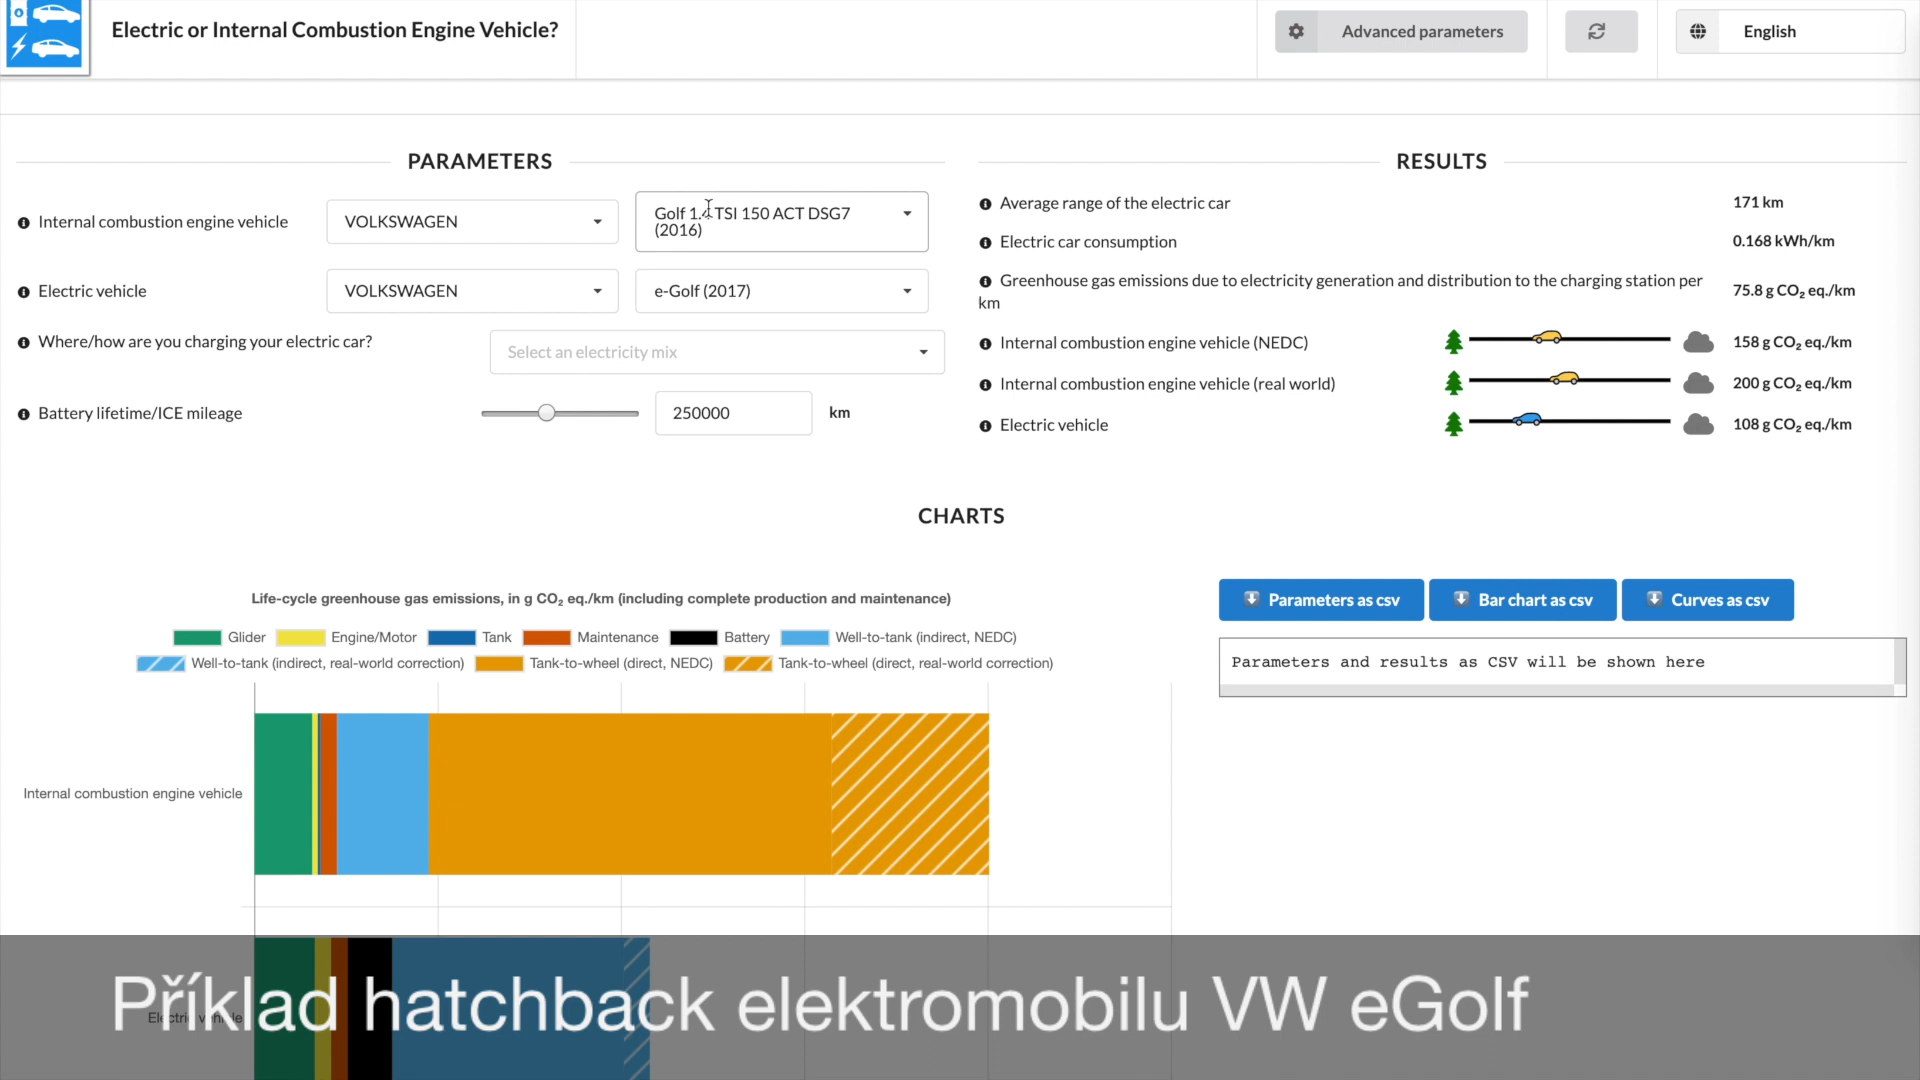 Electric or Internal Combustion Engine Vehicle?
Advanced parameters
English
PARAMETERS
Internal combustion engine vehicle
VOLKSWAGEN
Golf 1.4 TSI 150 ACT DSG7
(2016)
Electric vehicle
VOLKSWAGEN
e-Golf (2017)
Where/how are you charging your electric car?
Select an electricity mix
Battery lifetime/ICE mileage
250000
km
RESULTS
Average range of the electric car
171 km
Electric car consumption
0.168 kWh/km
Greenhouse gas emissions due to electricity generation and distribution to the charging station per
km
75.8 g CO₂ eq./km
Internal combustion engine vehicle (NEDC)
158 g CO₂ eq./km
Internal combustion engine vehicle (real world)
200 g CO₂ eq./km
Electric vehicle
108 g CO₂ eq./km
CHARTS
Life-cycle greenhouse gas emissions, in g CO₂ eq./km (including complete production and maintenance)
Glider
Engine/Motor
Tank
Maintenance
Battery
Well-to-tank (indirect, NEDC)
Well-to-tank (indirect, real-world correction)
Tank-to-wheel (direct, NEDC)
Tank-to-wheel (direct, real-world correction)
Internal combustion engine vehicle
Electric vehicle
Parameters as csv
Bar chart as csv
Curves as csv
Parameters and results as CSV will be shown here
Příklad hatchback elektromobilu VW eGolf